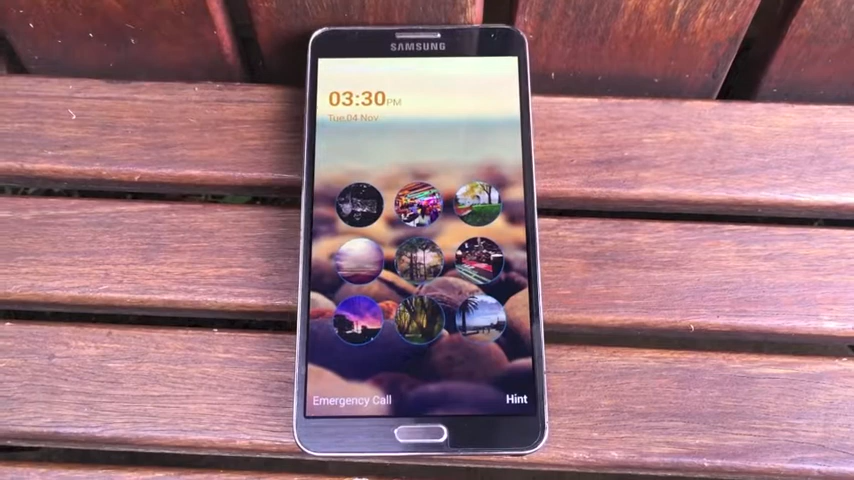 SAMSUNG
03:30PM
Tue,04 Nov
Emergency Call
Hint